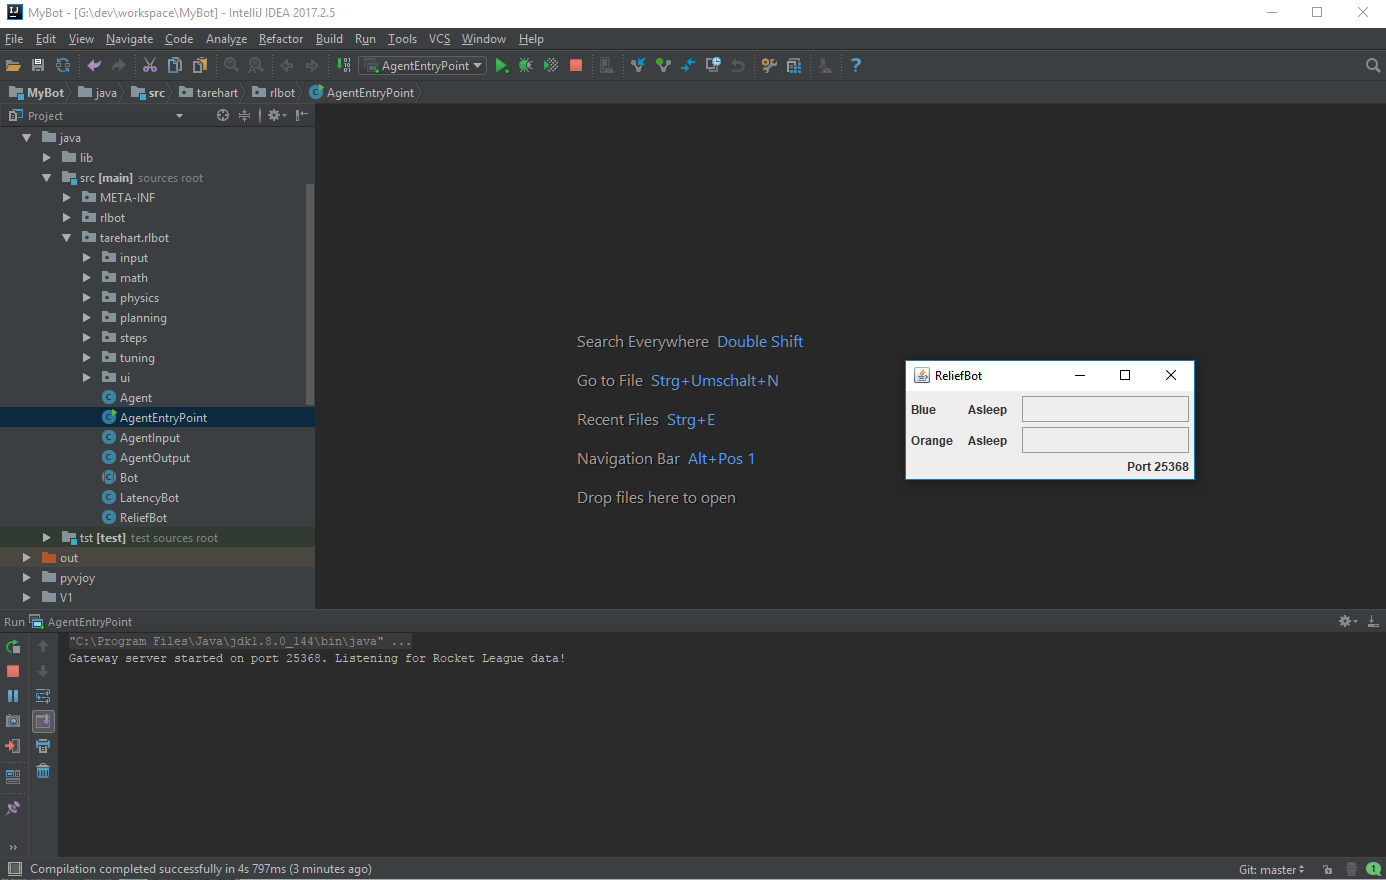 MyBot - [G:\dev\workspace\MyBot] - IntelliJ IDEA 2017.2.5
File Edit View Navigate Code Analyze Refactor Build Run Tools VCS Window Help
AgentEntryPoint
MyBot java src tarehart rlbot AgentEntryPoint
Project
java
lib
src [main] sources root
META-INF
rlbot
tarehart.rlbot
input
math
physics
planning
steps
tuning
ui
Agent
AgentEntryPoint
AgentInput
AgentOutput
Bot
LatencyBot
ReliefBot
tst [test] test sources root
out
pyvjoy
V1
Search Everywhere Double Shift
Go to File Strg+Umschalt+N
Recent Files Strg+E
Navigation Bar Alt+Pos 1
Drop files here to open
ReliefBot
Blue Asleep
Orange Asleep
Port 25368
Run AgentEntryPoint
"C:\Program Files\Java\jdk1.8.0_144\bin\java" ...
Gateway server started on port 25368. Listening for Rocket League data!
Compilation completed successfully in 4s 797ms (3 minutes ago)
Git: master
1